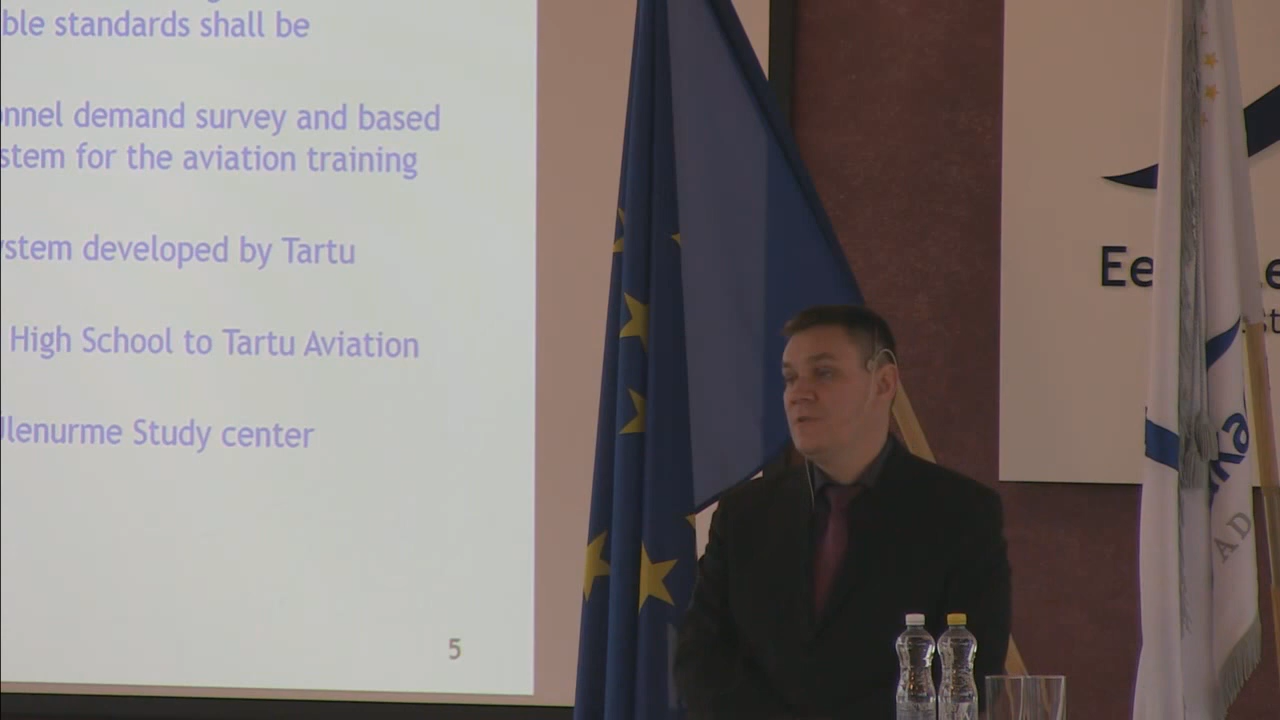 ble standards shall be
nnel demand survey and based
stem for the aviation training
ystem developed by Tartu
High School to Tartu Aviation
lenurme Study center
5
Ee
AD